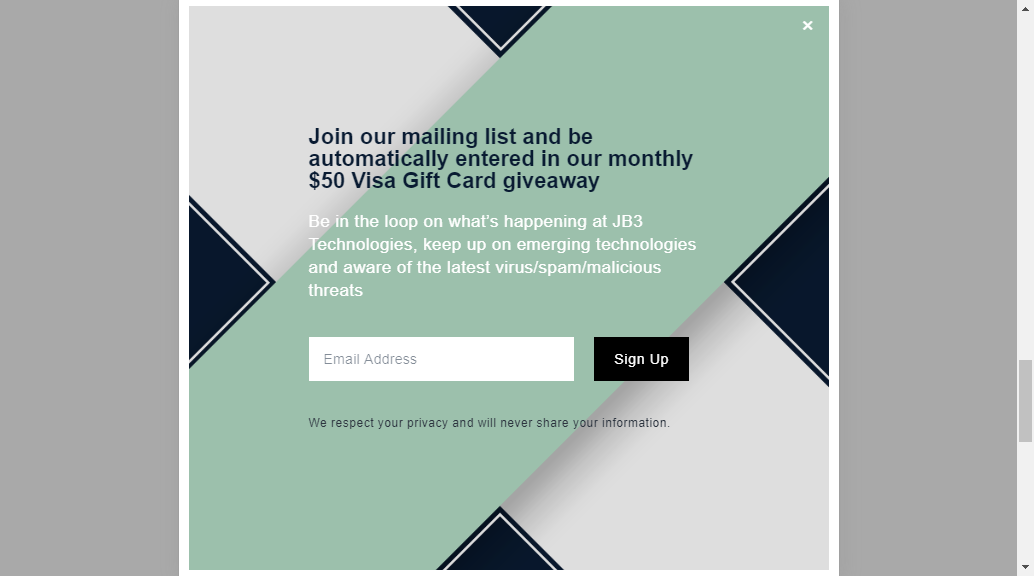 Join our mailing list and be
automatically entered in our monthly
$50 Visa Gift Card giveaway
Be in the loop on what’s happening at JB3
Technologies, keep up on emerging technologies
and aware of the latest virus/spam/malicious
threats
Email Address
Sign Up
We respect your privacy and will never share your information.